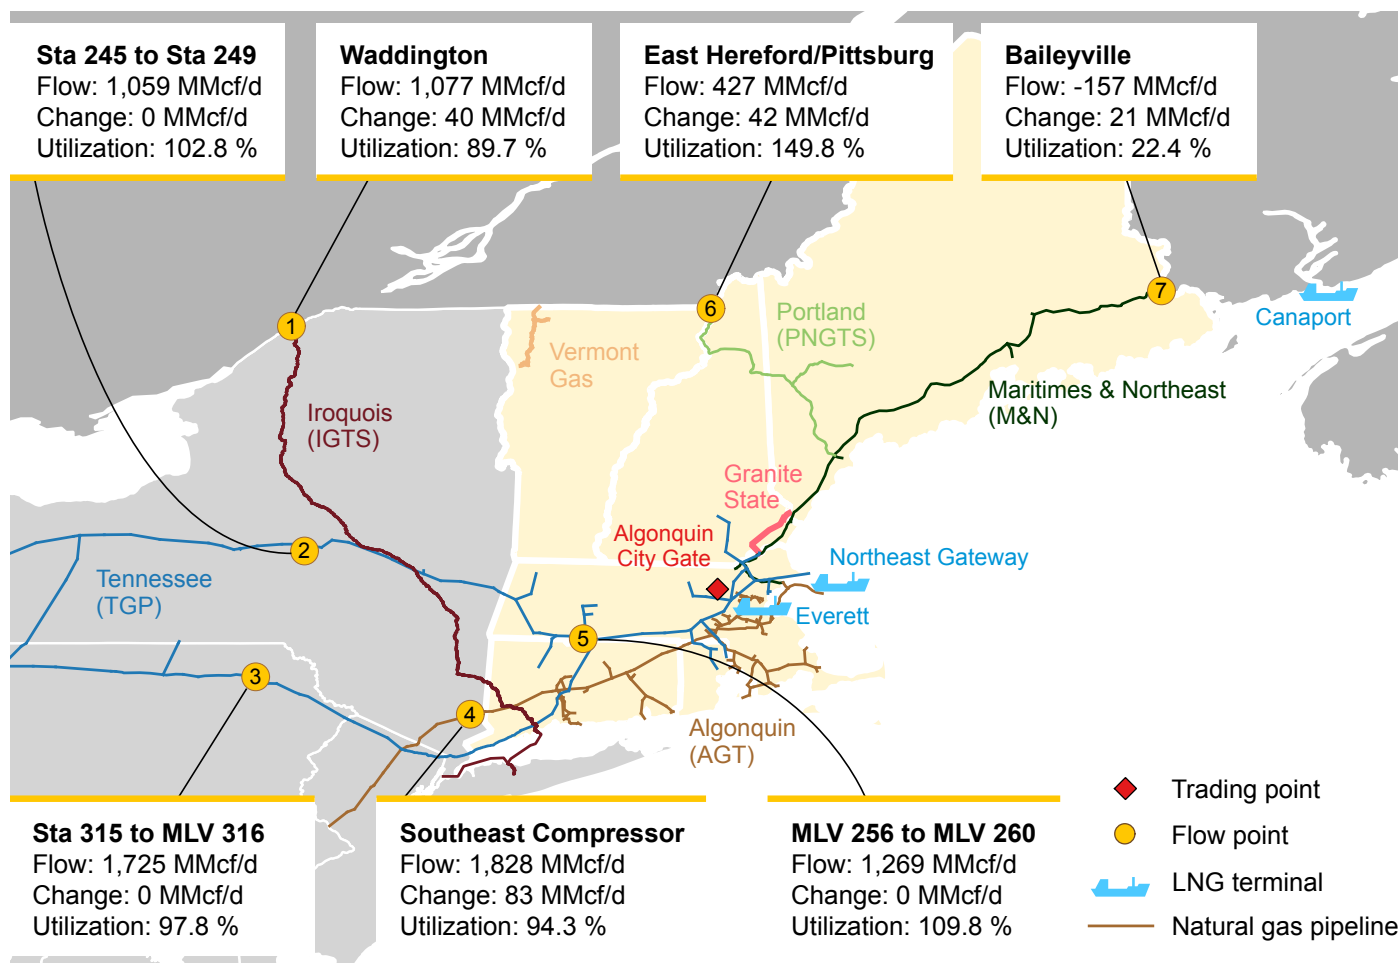 Sta 245 to Sta 249
Flow: 1,059 MMcf/d
Change: 0 MMcf/d
Utilization: 102.8 %
Waddington
Flow: 1,077 MMcf/d
Change: 40 MMcf/d
Utilization: 89.7 %
East Hereford/Pittsburg
Flow: 427 MMcf/d
Change: 42 MMcf/d
Utilization: 149.8 %
Baileyville
Flow: -157 MMcf/d
Change: 21 MMcf/d
Utilization: 22.4 %
7
6
Canaport
1
Portland
(PNGTS)
Vermont
Gas
Maritimes & Northeast
(M&N)
Iroquois
(IGTS)
Granite
State
Algonquin
City Gate
2
Northeast Gateway
Tennessee
(TGP)
Everett
5
3
4
Algonquin
(AGT)
Sta 315 to MLV 316
Flow: 1,725 MMcf/d
Change: 0 MMcf/d
Utilization: 97.8 %
Southeast Compressor
Flow: 1,828 MMcf/d
Change: 83 MMcf/d
Utilization: 94.3 %
MLV 256 to MLV 260
Flow: 1,269 MMcf/d
Change: 0 MMcf/d
Utilization: 109.8 %
Trading point
Flow point
LNG terminal
Natural gas pipeline